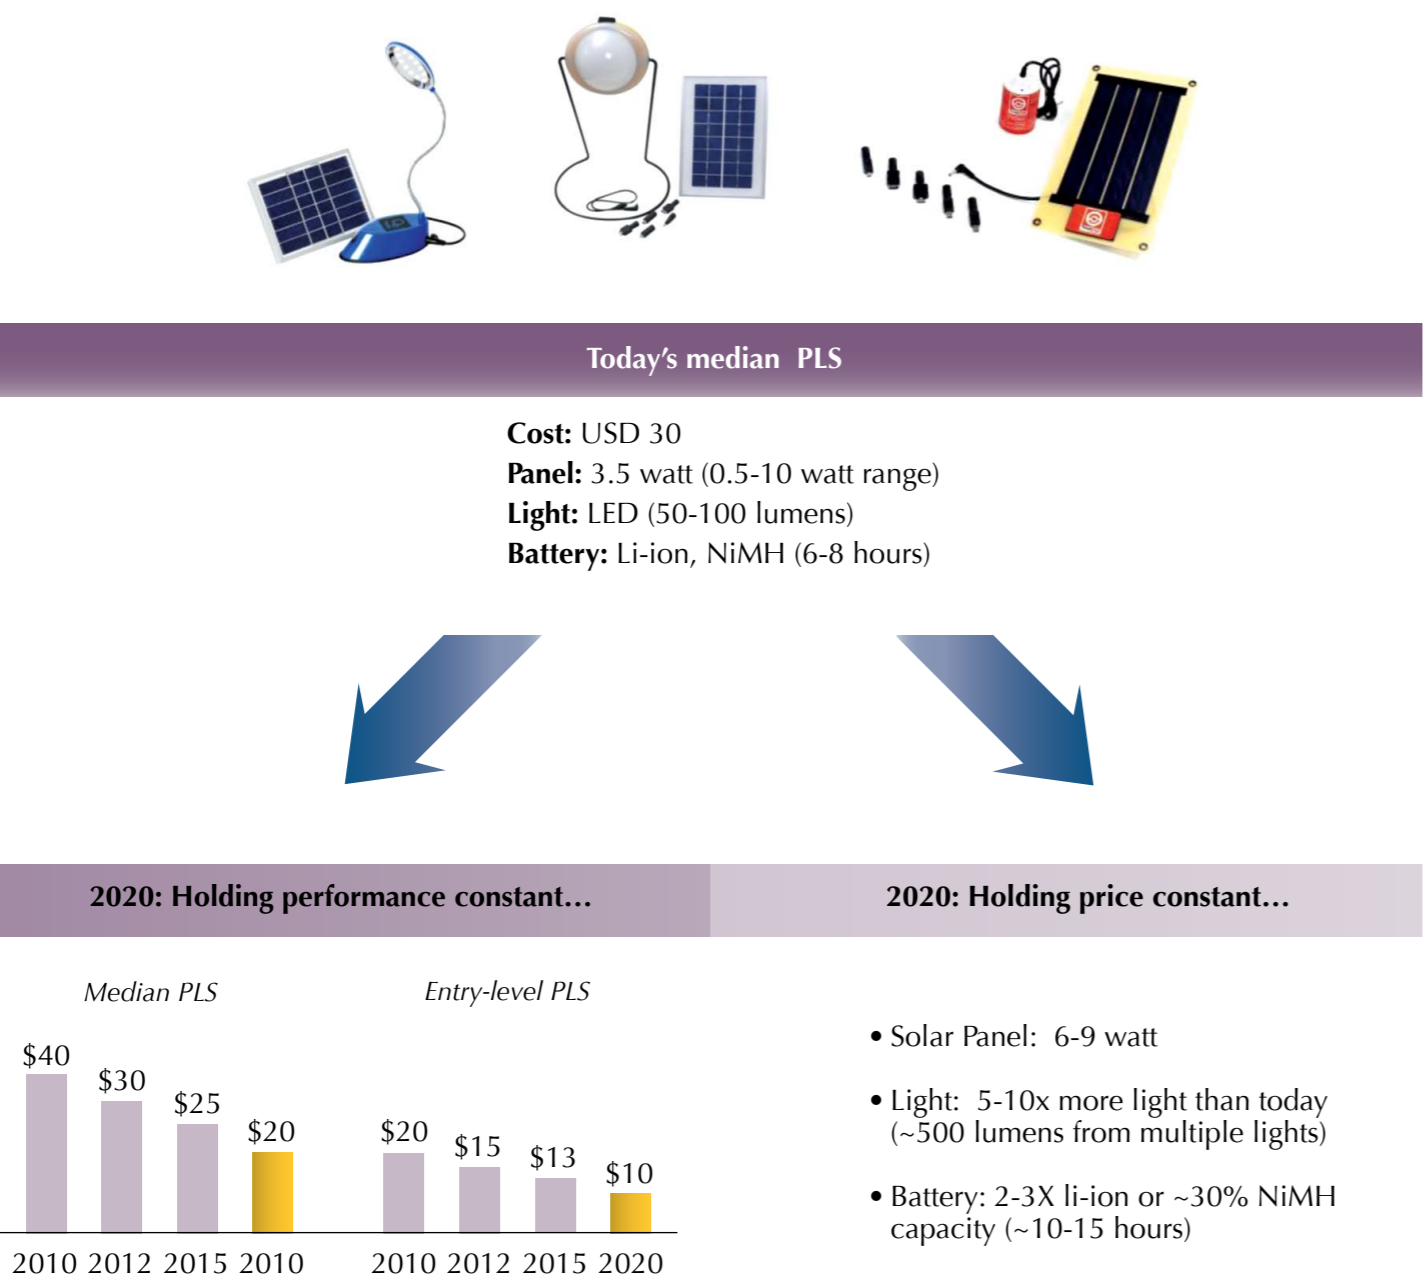 Today's median PLS
Cost: USD 30
Panel: 3.5 watt (0.5-10 watt range)
Light: LED (50-100 lumens)
Battery: Li-ion, NiMH (6-8 hours)
2020: Holding performance constant…
2020: Holding price constant…
Median PLS
$40
$30
$25
$20
2010 2012 2015 2010
Entry-level PLS
$20
$15
$13
$10
2010 2012 2015 2020
• Solar Panel: 6-9 watt
• Light: 5-10x more light than today
(~500 lumens from multiple lights)
• Battery: 2-3X li-ion or ~30% NiMH
capacity (~10-15 hours)